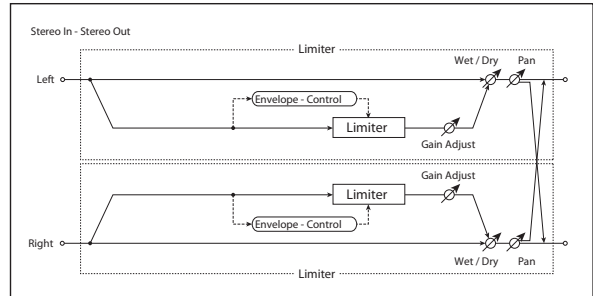 Stereo In - Stereo Out
Limiter
Wet / Dry
Pan
Left
Envelope - Control
Limiter
Gain Adjust
Gain Adjust
Limiter
Envelope - Control
Right
Wet / Dry
Pan
Limiter